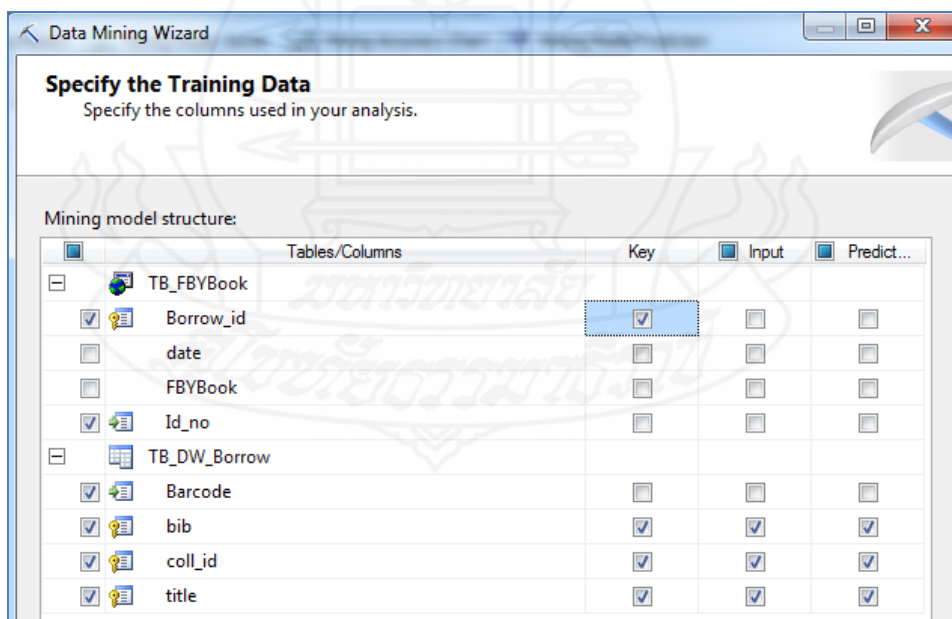 Data Mining Wizard
Specify the Training Data
Specify the columns used in your analysis.
Mining model structure:
Tables/Columns Key Input Predict...
TB_FBYBook
Borrow_id
date
FBYBook
Id_no
TB_DW_Borrow
Barcode
bib
coll_id
title